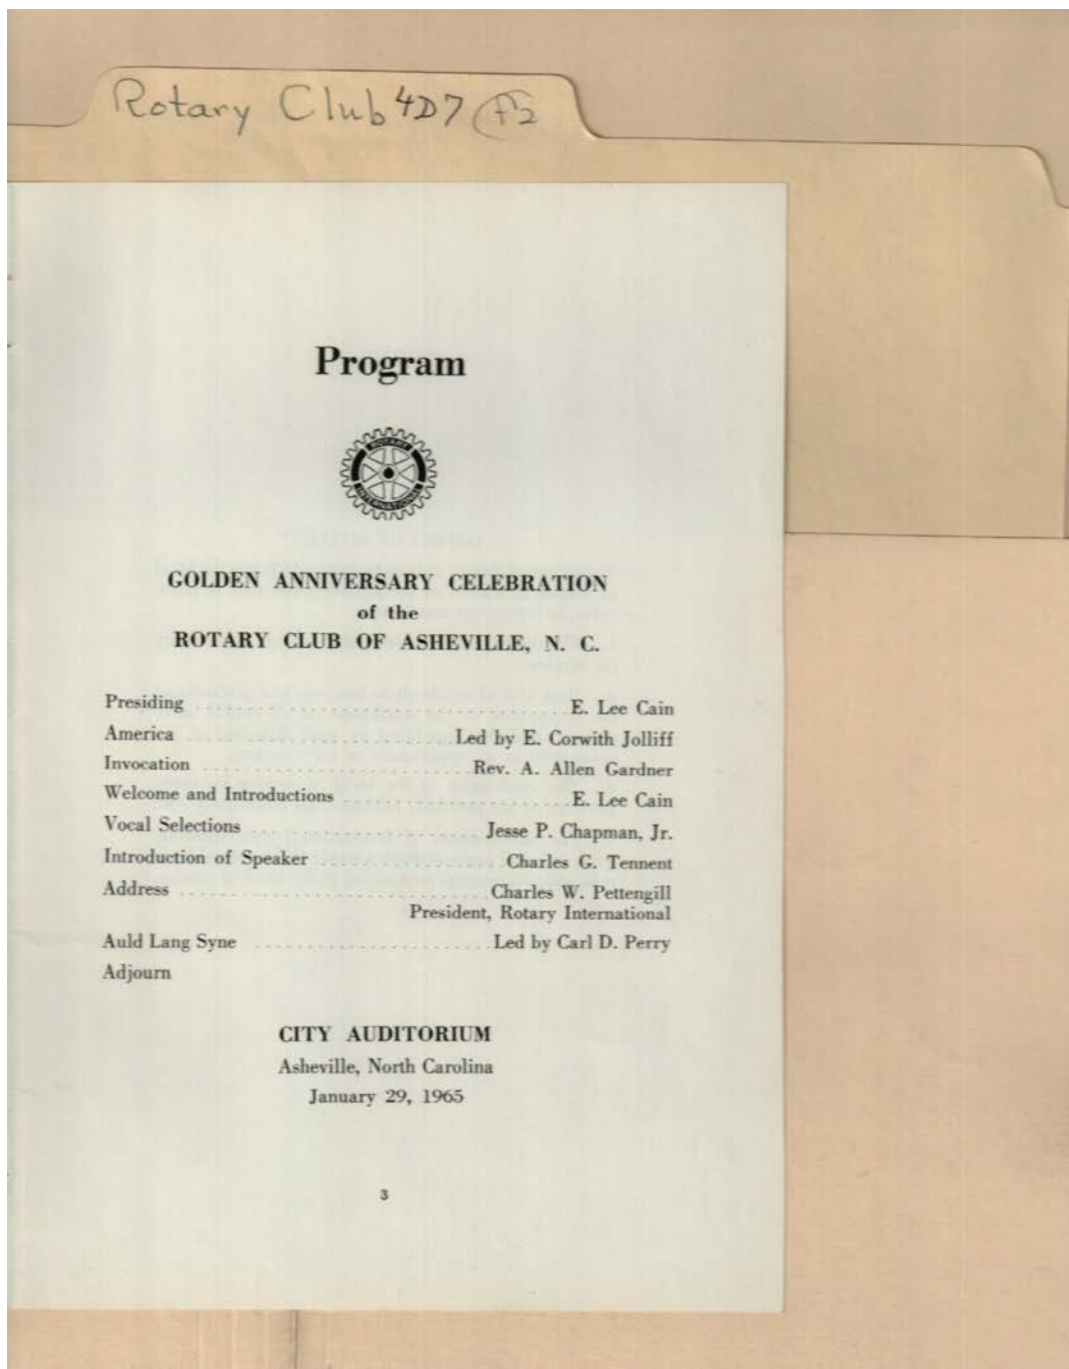 Rotary Club 4D7 f2
Program
ROTARY
INTERNATIONAL
GOLDEN ANNIVERSARY CELEBRATION
of the
ROTARY CLUB OF ASHEVILLE, N. C.
Presiding ........ E. Lee Cain
America ........ Led by E. Corwith Jolliff
Invocation ........ Rev. A. Allen Gardner
Welcome and Introductions ........ E. Lee Cain
Vocal Selections ........ Jesse P. Chapman, Jr.
Introduction of Speaker ........ Charles G. Tennent
Address ........ Charles W. Pettengill
President, Rotary International
Auld Lang Syne ........ Led by Carl D. Perry
Adjourn
CITY AUDITORIUM
Asheville, North Carolina
January 29, 1965
3